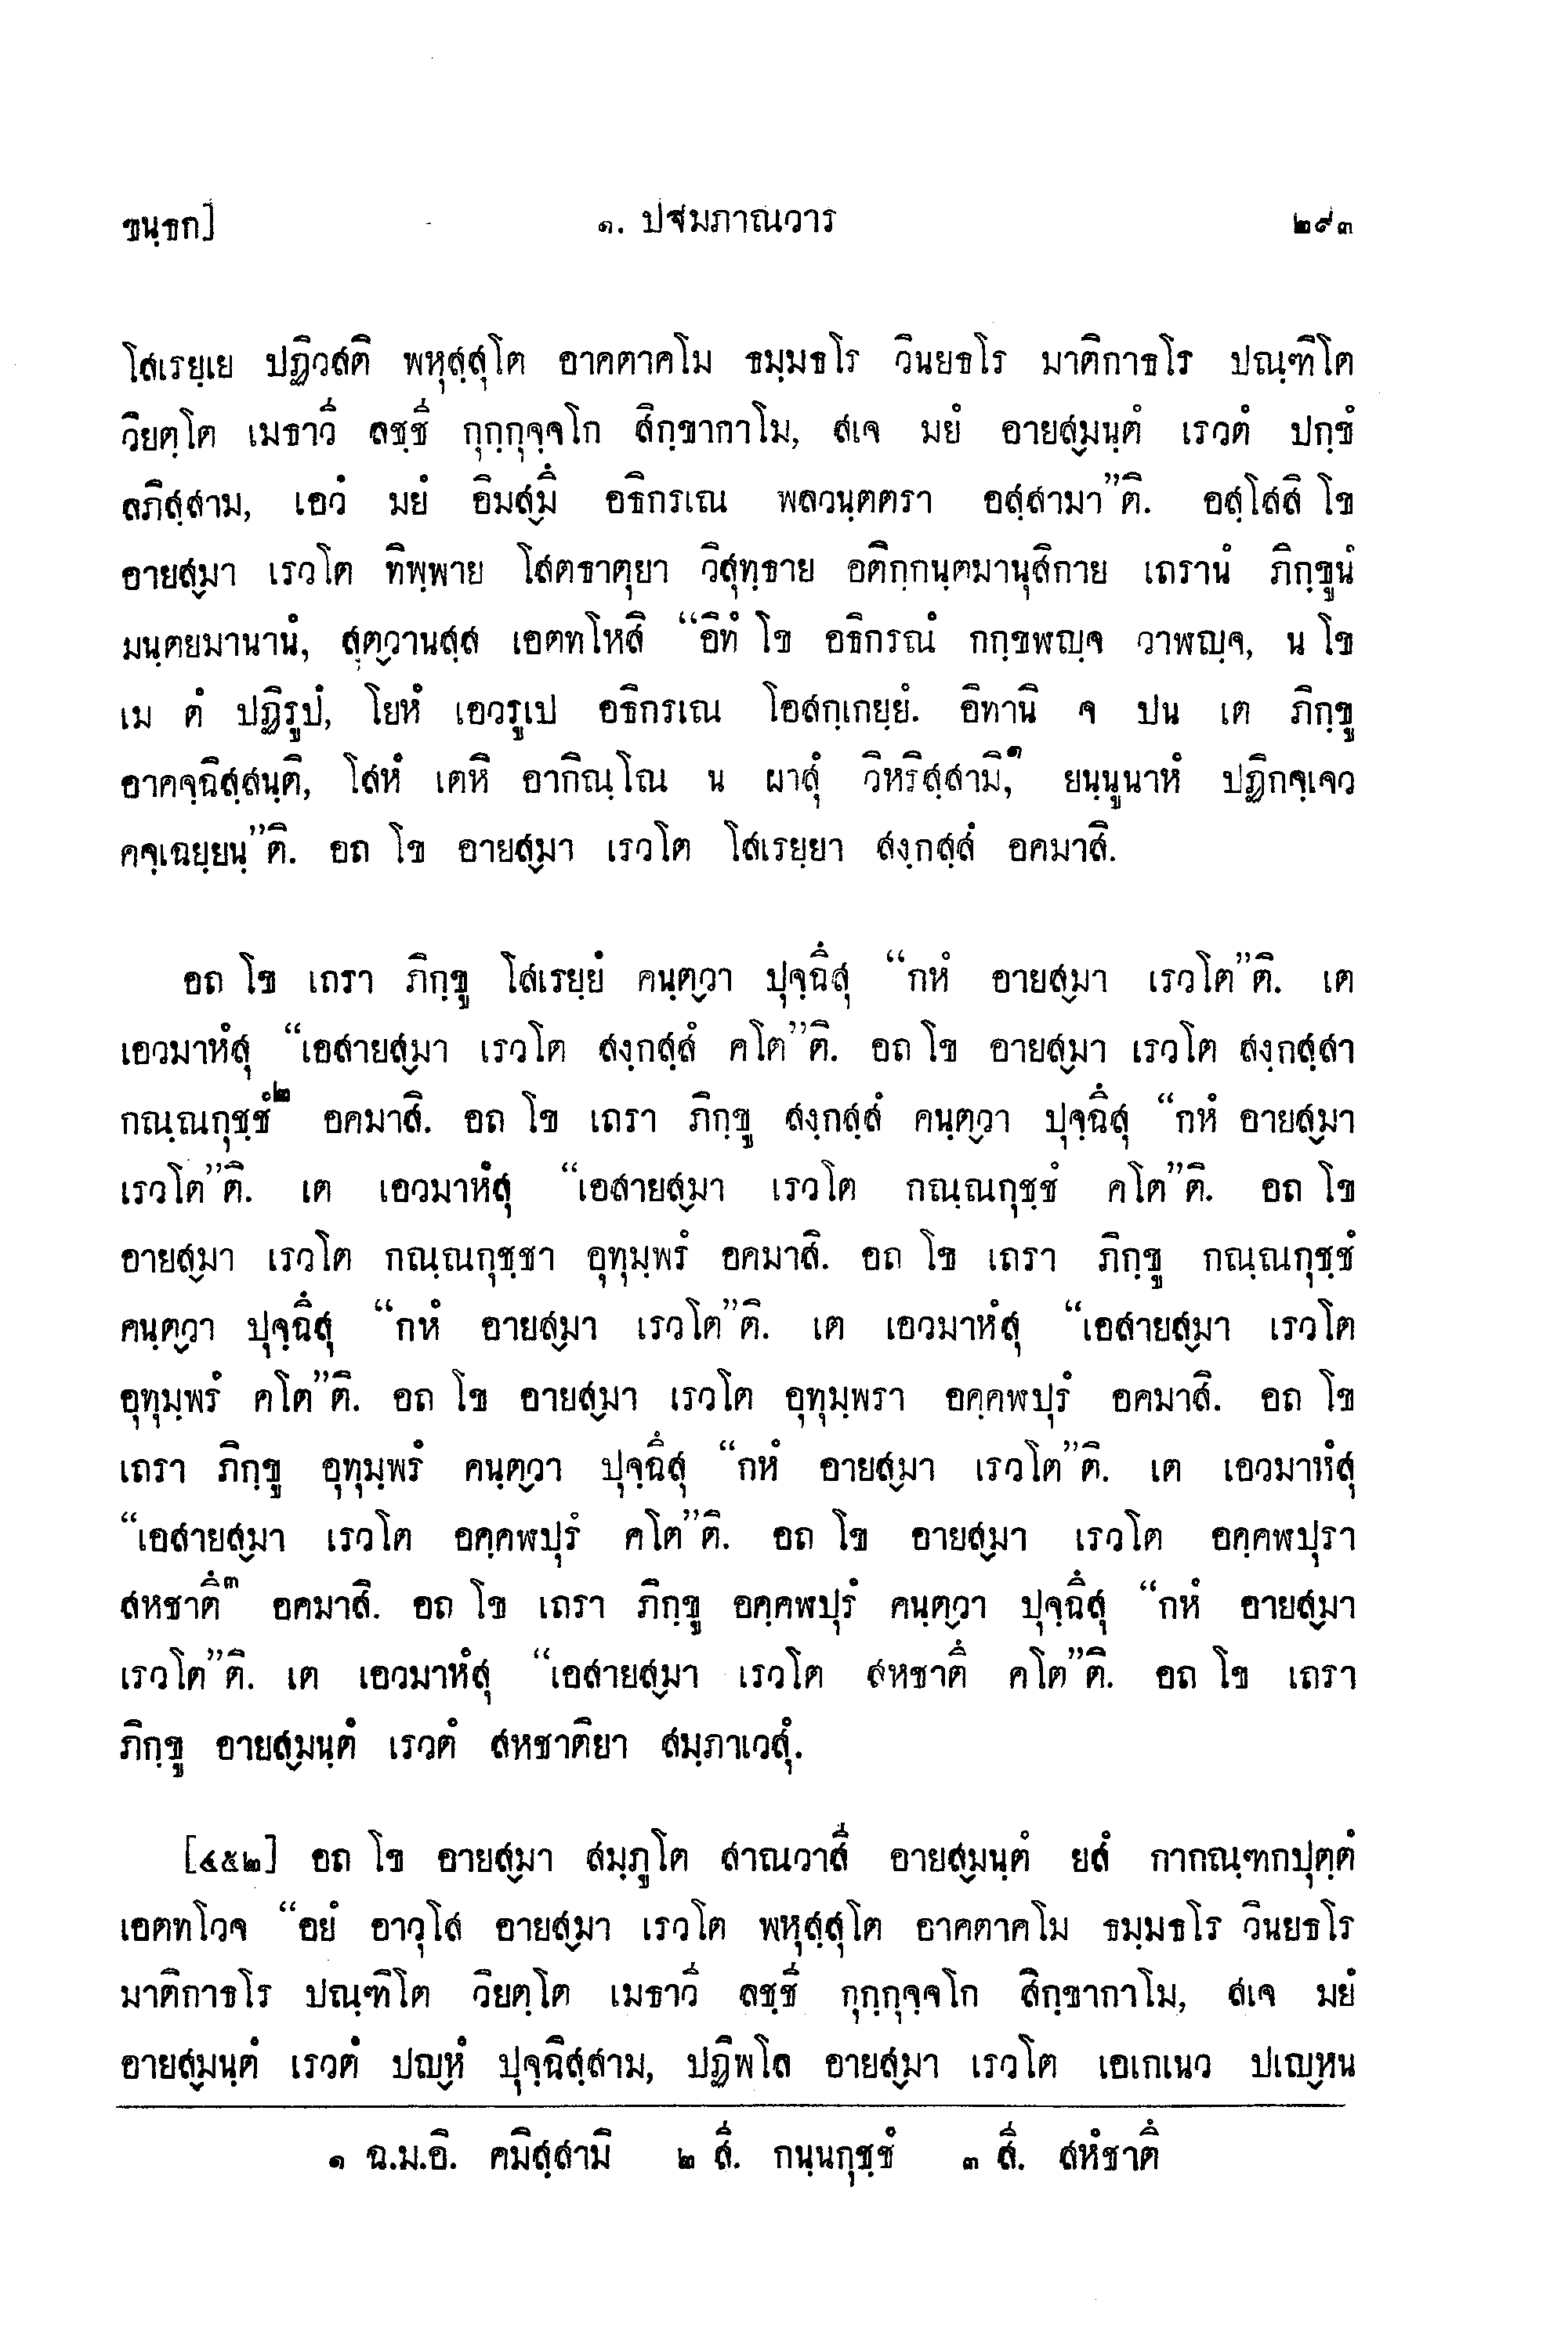 ขนฺธก]
๑. ปฐมภาณวาร
๒๙๓
โสเรยฺเย ปฏิวสติ พหุสฺสุโต อาคตาคโม ธมฺมธโร วินยธโร มาติกาธโร ปณฺฑิโต
วิยตฺโต เมธาวี ลชฺชี กุกฺกุจฺจโก สิกฺขากาโม, สเจ มยํ อายสฺมนฺตํ เรวตํ ปกฺขํ
ลภิสฺสาม, เอวํ มยํ อิมสฺมึ อธิกรเณ พลวนฺตตรา อสฺสามา”ติ. อสฺโสสิ โข
อายสฺมา เรวโต ทิพฺพาย โสตธาตุยา วิสุทฺธาย อติกฺกนฺตมานุสิกาย เถรานํ ภิกฺขูนํ
มนฺตยมานานํ, สุตฺวานสฺส เอตทโหสิ “อิทํ โข อธิกรณํ กกฺขพญฺจ วาพญฺจ, น โข
เม ตํ ปฏิรูปํ, โยหํ เอวรูเป อธิกรเณ โอสกฺเกยฺยํ. อิทานิ จ ปน เต ภิกฺขู
อาคจฺฉิสฺสนฺติ, โสหํ เตหิ อากิณฺโณ น ผาสุํ วิหริสฺสามิ,๑ ยนฺนูนาหํ ปฏิกจฺเจว
คจฺเฉยฺยนฺ”ติ. อถ โข อายสฺมา เรวโต โสเรยฺยา สงฺกสฺสํ อคมาสิ.
อถ โข เถรา ภิกฺขู โสเรยฺยํ คนฺตฺวา ปุจฺฉึสุ “กหํ อายสฺมา เรวโต”ติ. เต
เอวมาหํสุ “เอสายสฺมา เรวโต สงฺกสฺสํ คโต”ติ. อถ โข อายสฺมา เรวโต สงฺกสฺสา
กณฺณกุชฺชํ๒ อคมาสิ. อถ โข เถรา ภิกฺขู สงฺกสฺสํ คนฺตฺวา ปุจฺฉึสุ “กหํ อายสฺมา
เรวโต”ติ. เต เอวมาหํสุ “เอสายสฺมา เรวโต กณฺณกุชฺชํ คโต”ติ. อถ โข
อายสฺมา เรวโต กณฺณกุชฺชา อุทุมฺพรํ อคมาสิ. อถ โข เถรา ภิกฺขู กณฺณกุชฺชํ
คนฺตฺวา ปุจฺฉึสุ “กหํ อายสฺมา เรวโต”ติ. เต เอวมาหํสุ “เอสายสฺมา เรวโต
อุทุมฺพรํ คโต”ติ. อถ โข อายสฺมา เรวโต อุทุมฺพรา อคฺคฬปุรํ อคมาสิ. อถ โข
เถรา ภิกฺขู อุทุมฺพรํ คนฺตฺวา ปุจฺฉึสุ “กหํ อายสฺมา เรวโต”ติ. เต เอวมาหํสุ
“เอสายสฺมา เรวโต อคฺคฬปุรํ คโต”ติ. อถ โข อายสฺมา เรวโต อคฺคฬปุรา
สหชาตึ๓ อคมาสิ. อถ โข เถรา ภิกฺขู อคฺคฬปุรํ คนฺตฺวา ปุจฺฉึสุ “กหํ อายสฺมา
เรวโต”ติ. เต เอวมาหํสุ “เอสายสฺมา เรวโต สหชาตึ คโต”ติ. อถ โข เถรา
ภิกฺขู อายสฺมนฺตํ เรวตํ สหชาติยา สมฺภาเวสุํ.
[๔๕๒] อถ โข อายสฺมา สมฺภูโต สาณวาสี อายสฺมนฺตํ ยสํ กากณฺฑกปุตฺตํ
เอตทโวจ “อยํ อาวุโส อายสฺมา เรวโต พหุสฺสุโต อาคตาคโม ธมฺมธโร วินยธโร
มาติกาธโร ปณฺฑิโต วิยตฺโต เมธาวี ลชฺชี กุกฺกุจฺจโก สิกฺขากาโม, สเจ มยํ
อายสฺมนฺตํ เรวตํ ปญฺหํ ปุจฺฉิสฺสาม, ปฏิพโล อายสฺมา เรวโต เอเกเนว ปเญฺหน
๑ ฉ.ม.อิ. คมิสฺสามิ ๒ สี. กนฺนกุชฺชํ ๓ สี. สหํชาตึ